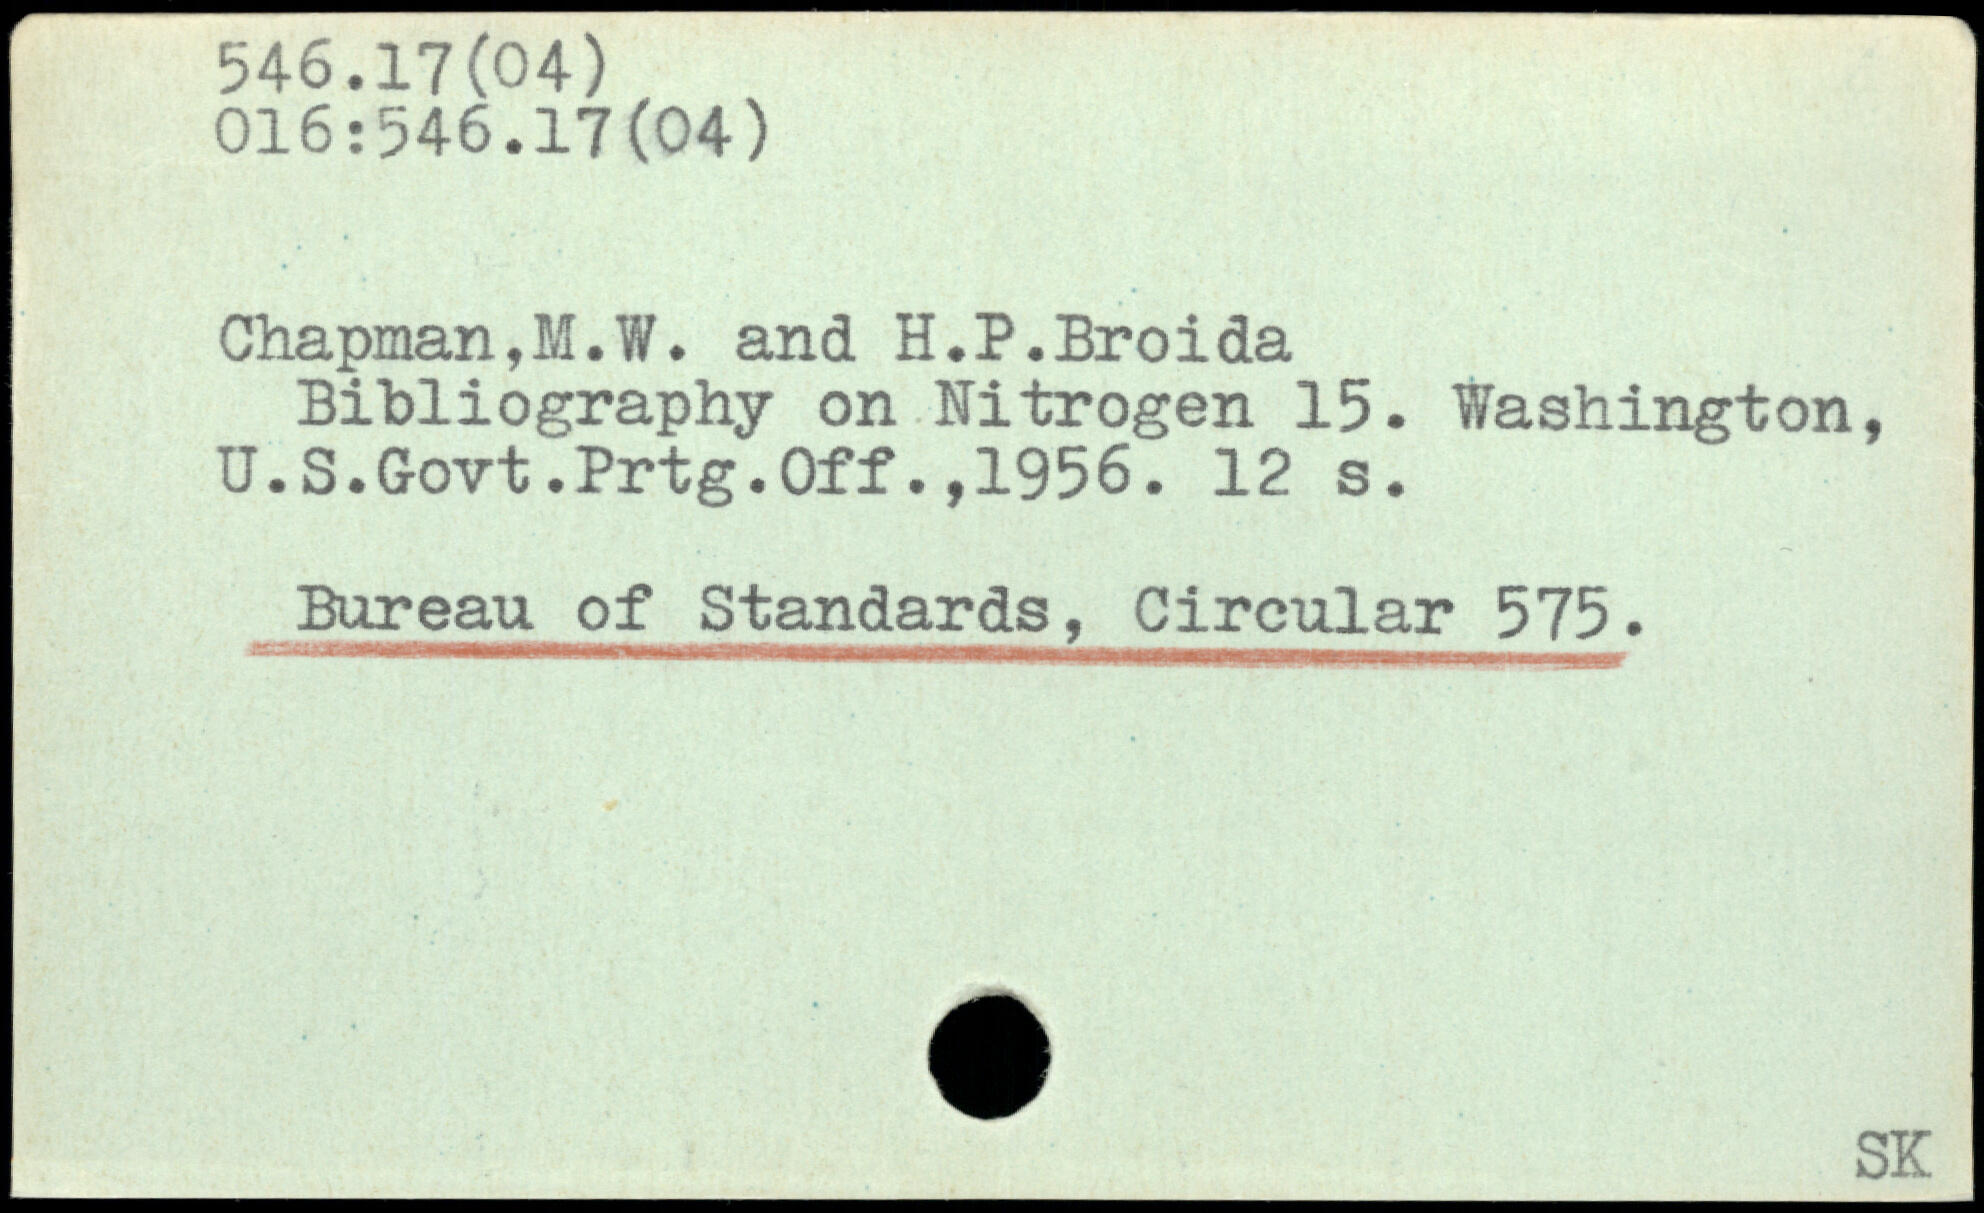 546.17(04)
016:546.17(04)
Chapman,M.W. and H.P.Broida
Bibliography on Nitrogen 15. Washington,
U.S.Govt.Prtg.Off.,1956. 12 s.
Bureau of Standards, Circular 575.
SK